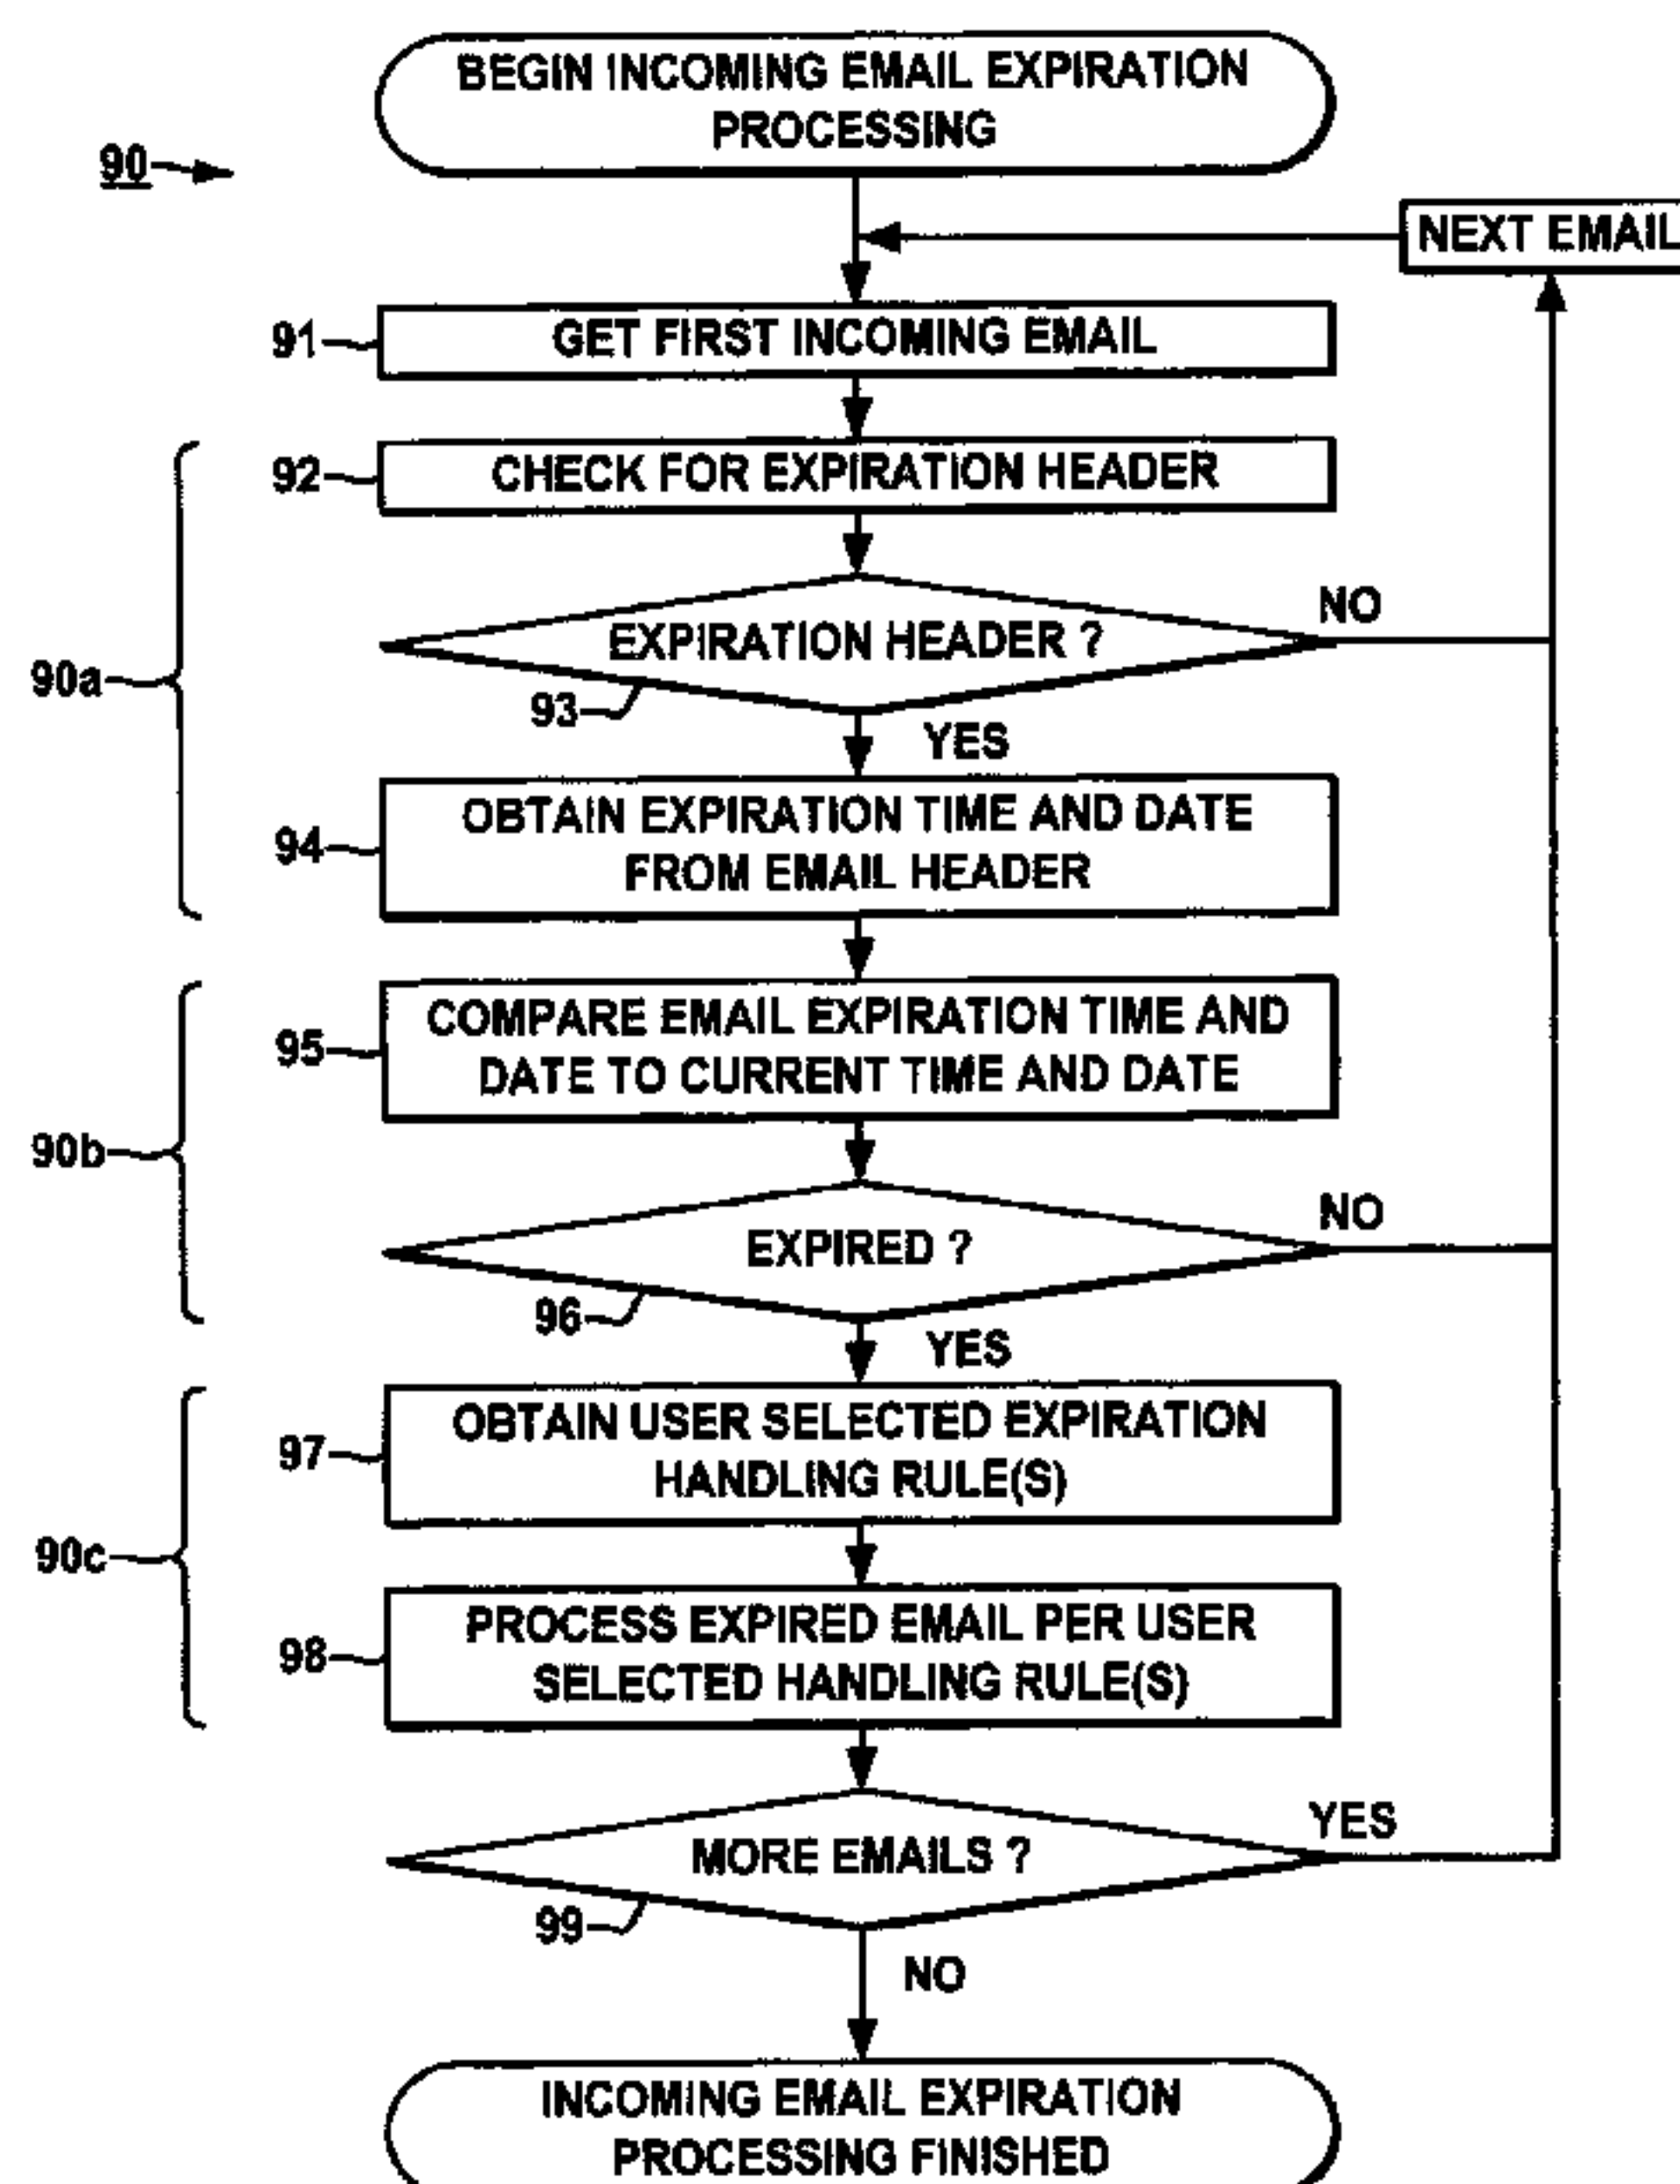 BEGIN INCOMING EMAIL EXPIRATION
PROCESSING
90
NEXT EMAIL
91
GET FIRST INCOMING EMAIL
92
CHECK FOR EXPIRATION HEADER
NO
EXPIRATION HEADER ?
90a
93
YES
94
OBTAIN EXPIRATION TIME AND DATE
FROM EMAIL HEADER
95
COMPARE EMAIL EXPIRATION TIME AND
DATE TO CURRENT TIME AND DATE
90b
NO
EXPIRED ?
96
YES
97
OBTAIN USER SELECTED EXPIRATION
HANDLING RULE(S)
90c
98
PROCESS EXPIRED EMAIL PER USER
SELECTED HANDLING RULE(S)
YES
MORE EMAILS ?
99
NO
INCOMING EMAIL EXPIRATION
PROCESSING FINISHED